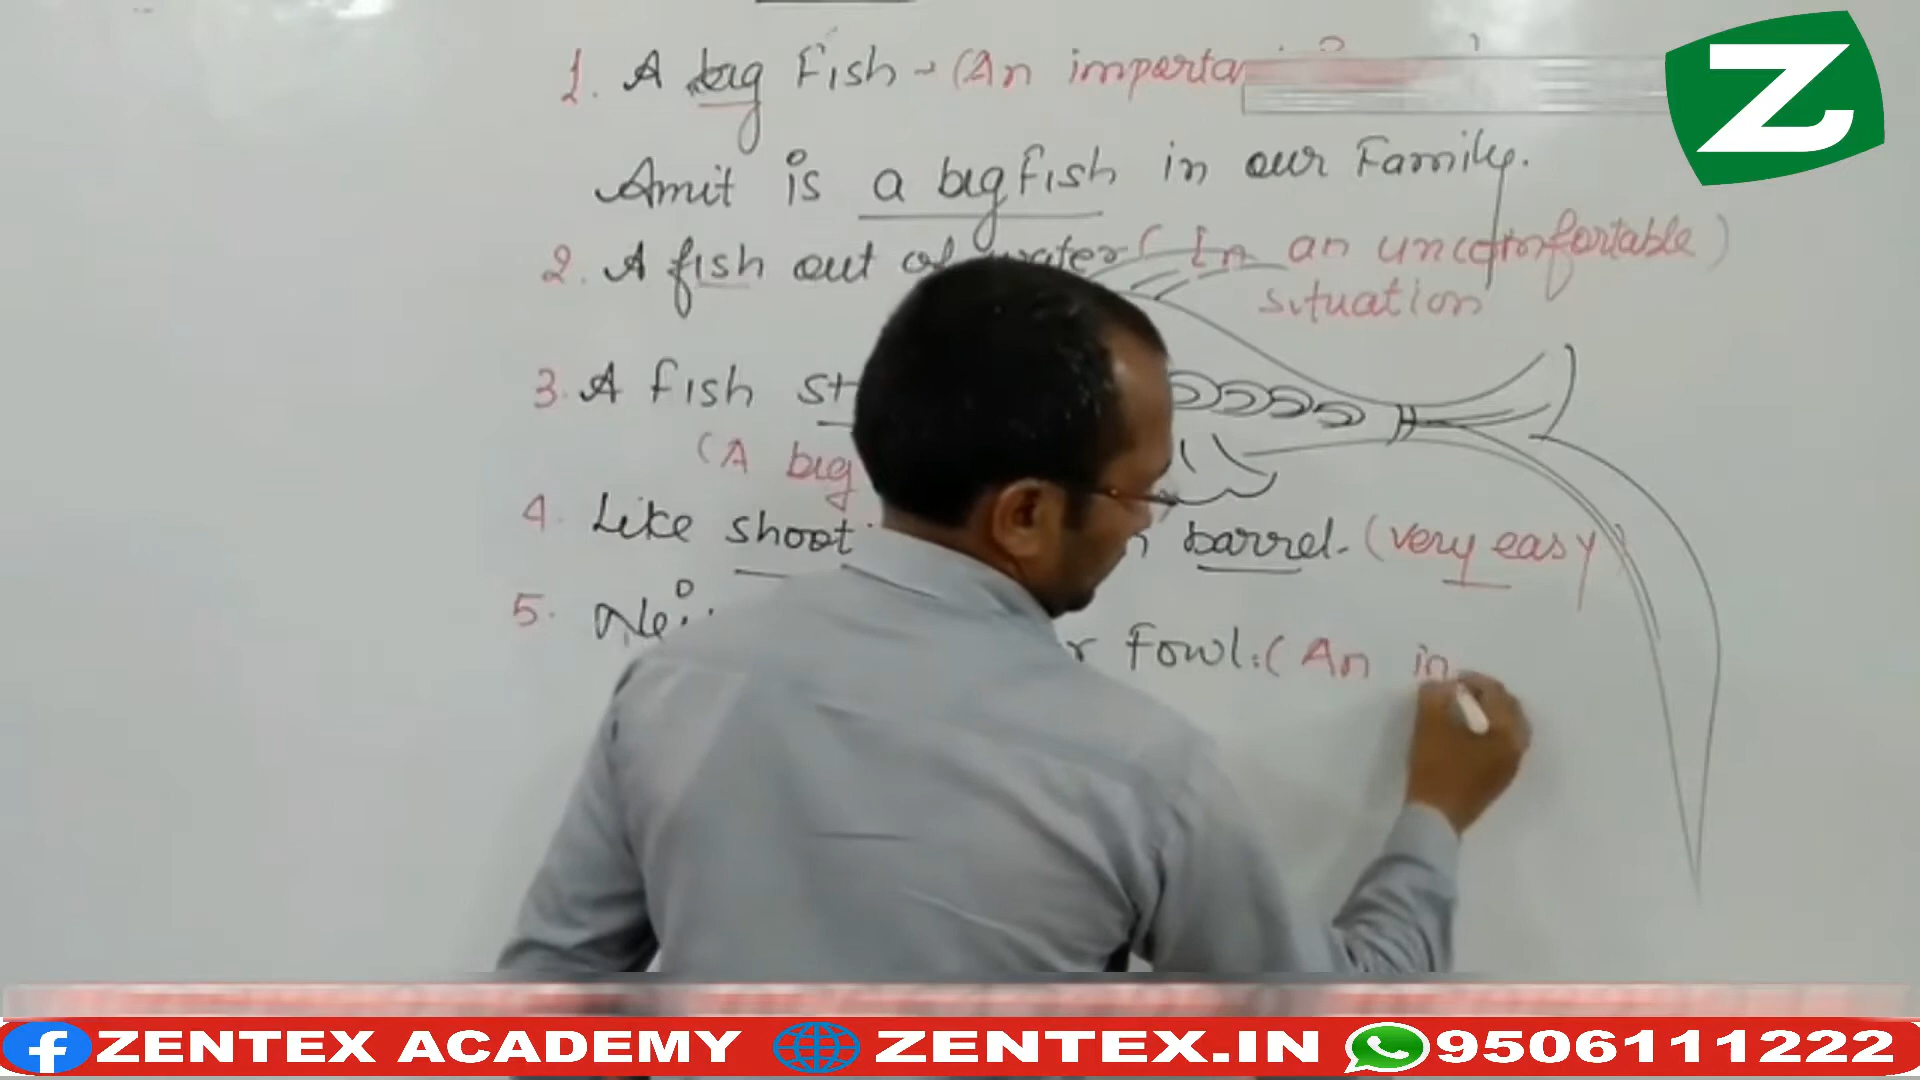 1. A big Fish - (An importa
Amit is a big fish in our Family.
2. A fish out of water ( In an uncomfortable)
situation
3. A fish st
(A big
4. Like shoot barrel. (very easy)
5. Nei r Fowl: ( An in
Z
ZENTEX ACADEMY ZENTEX.IN 9506111222